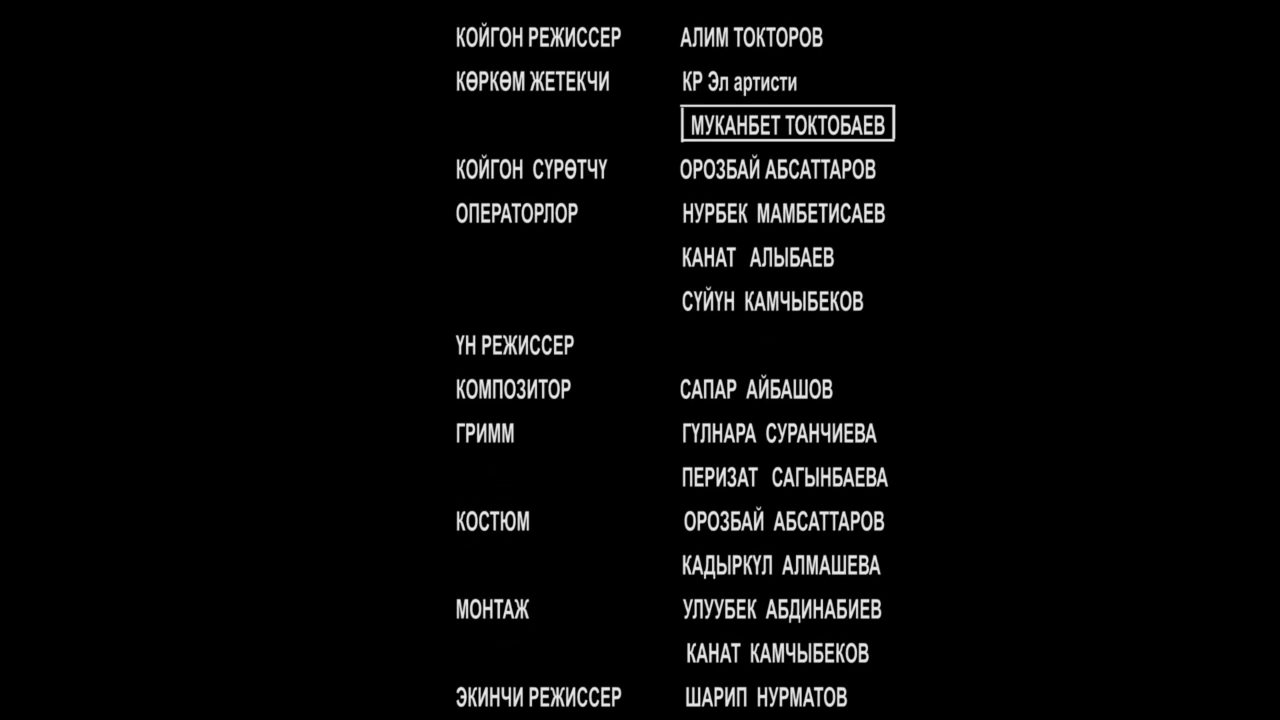 КОЙГОН РЕЖИССЕР АЛИМ ТОКТОРОВ
КӨРКӨМ ЖЕТЕКЧИ КР Эл артисти
МУКАНБЕТ ТОКТОБАЕВ
КОЙГОН СҮРӨТЧҮ ОРОЗБАЙ АБСАТТАРОВ
ОПЕРАТОРЛОР НУРБЕК МАМБЕТИСАЕВ
КАНАТ АЛЫБАЕВ
СҮЙҮН КАМЧЫБЕКОВ
ҮН РЕЖИССЕР
КОМПОЗИТОР САПАР АЙБАШОВ
ГРИММ ГҮЛНАРА СУРАНЧИЕВА
ПЕРИЗАТ САГЫНБАЕВА
КОСТЮМ ОРОЗБАЙ АБСАТТАРОВ
КАДЫРКҮЛ АЛМАШЕВА
МОНТАЖ УЛУУБЕК АБДИНАБИЕВ
КАНАТ КАМЧЫБЕКОВ
ЭКИНЧИ РЕЖИССЕР ШАРИП НУРМАТОВ